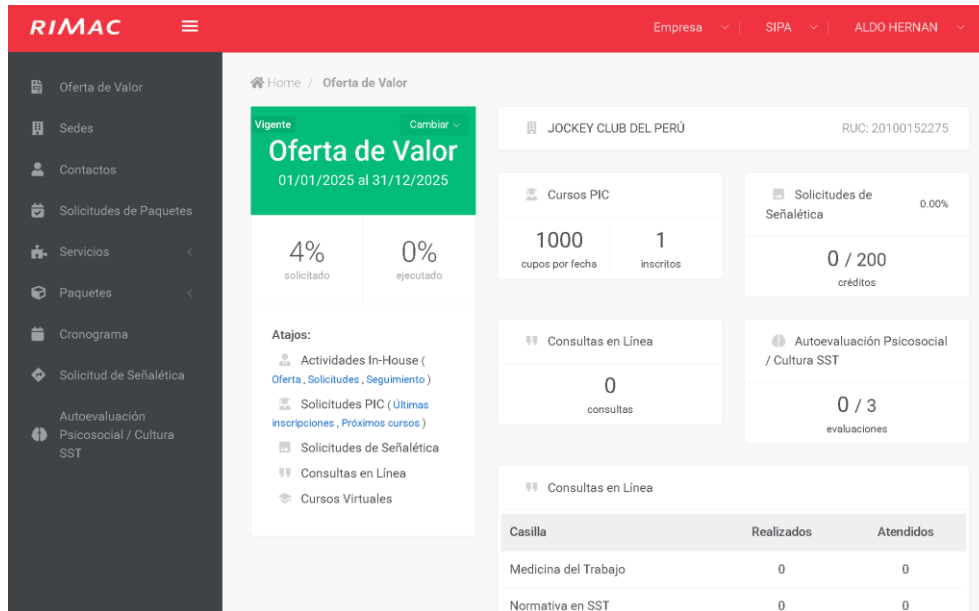 RIMAC
Empresa
SIPA
ALDO HERNAN
Oferta de Valor
Sedes
Contactos
Solicitudes de Paquetes
Servicios
Paquetes
Cronograma
Solicitud de Señalética
Autoevaluación
Psicosocial / Cultura
SST
Home / Oferta de Valor
Vigente
Cambiar
Oferta de Valor
01/01/2025 al 31/12/2025
4%
solicitado
0%
ejecutado
Atajos:
Actividades In-House (
Oferta , Solicitudes , Seguimiento )
Solicitudes PIC ( Últimas
inscripciones , Próximos cursos )
Solicitudes de Señalética
Consultas en Línea
Cursos Virtuales
JOCKEY CLUB DEL PERÚ
RUC: 20100152275
Cursos PIC
1000
cupos por fecha
1
inscritos
Solicitudes de
Señalética
0.00%
0 / 200
créditos
Consultas en Línea
0
consultas
Autoevaluación Psicosocial
/ Cultura SST
0 / 3
evaluaciones
Consultas en Línea
Casilla Realizados Atendidos
Medicina del Trabajo 0 0
Normativa en SST 0 0